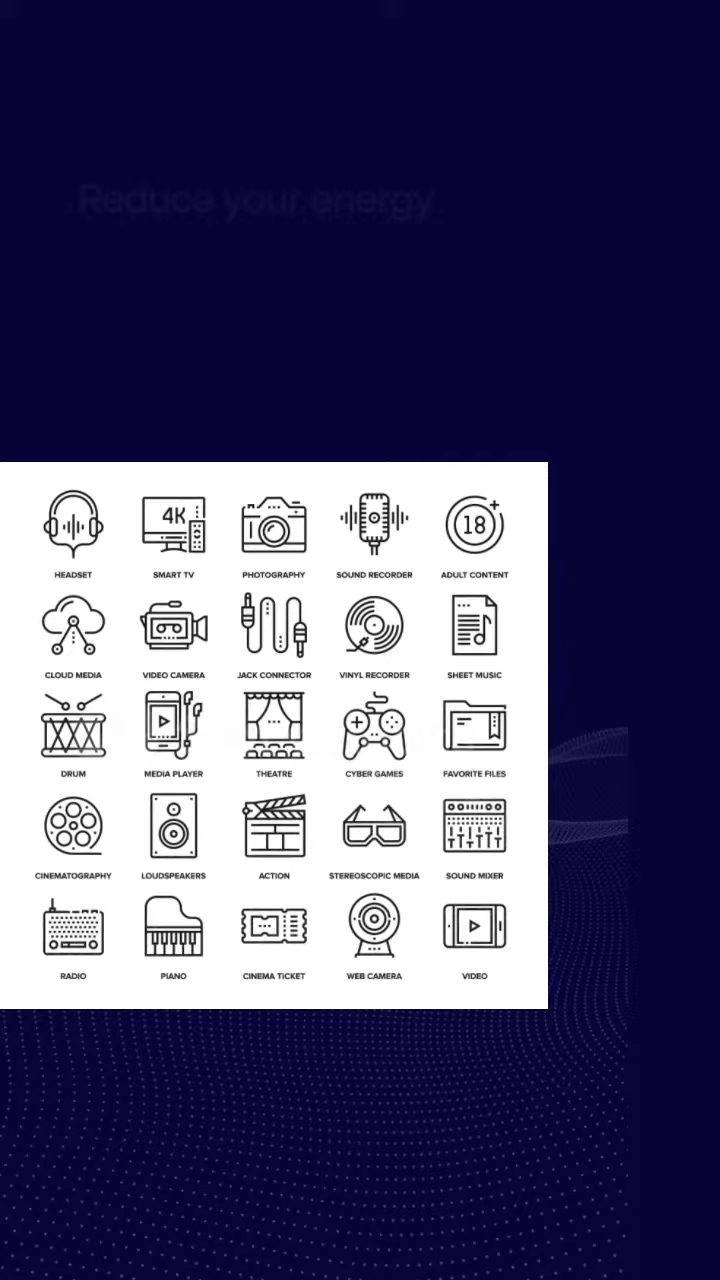 Reduce your energy
4K
18
HEADSET SMART TV PHOTOGRAPHY SOUND RECORDER ADULT CONTENT
CLOUD MEDIA VIDEO CAMERA JACK CONNECTOR VINYL RECORDER SHEET MUSIC
DRUM MEDIA PLAYER THEATRE CYBER GAMES FAVORITE FILES
CINEMATOGRAPHY LOUDSPEAKERS ACTION STEREOSCOPIC MEDIA SOUND MIXER
RADIO PIANO CINEMA TICKET WEB CAMERA VIDEO